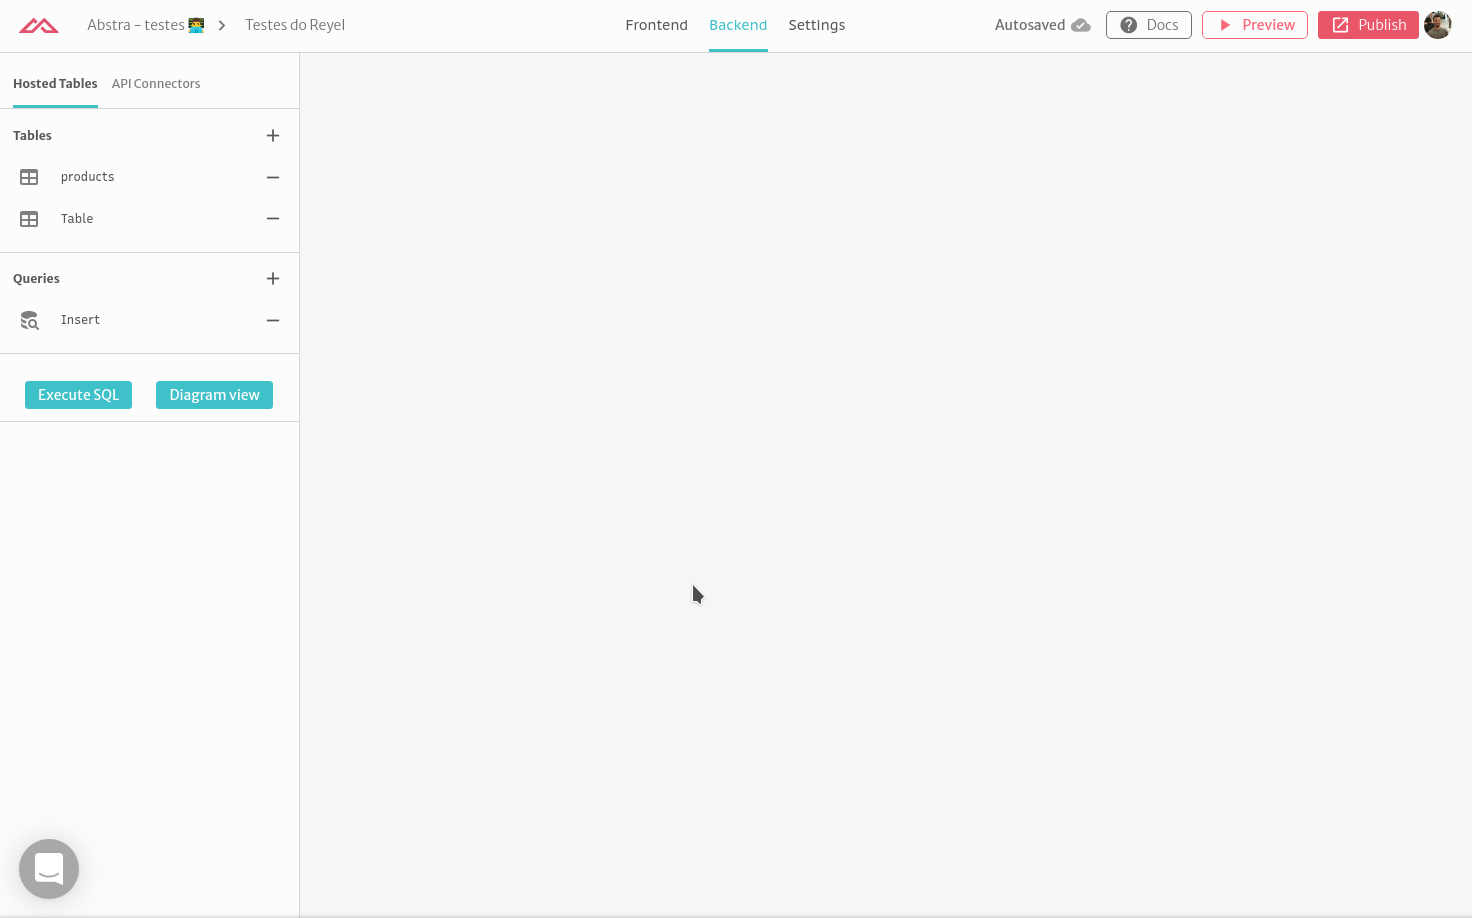 Abstra – testes 👨‍💻 > Testes do Reyel
Frontend Backend Settings
Autosaved Docs Preview Publish
Hosted Tables API Connectors
Tables
products
Table
Queries
Insert
Execute SQL Diagram view